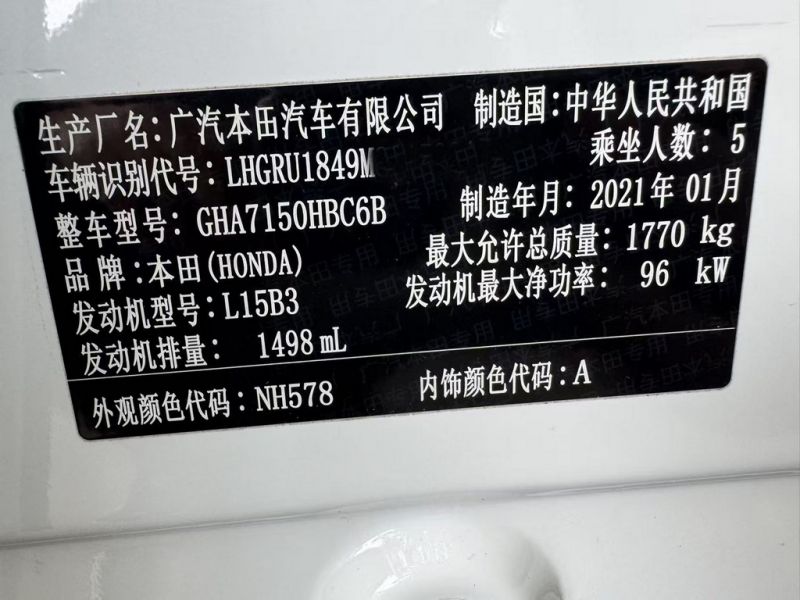 生产厂名:广汽本田汽车有限公司 制造国:中华人民共和国
车辆识别代号:LHGRU1849M 乘坐人数:5
整车型号:GHA7150HBC6B 制造年月:2021年01月
品牌:本田(HONDA) 最大允许总质量:1770 kg
发动机型号:L15B3 发动机最大净功率: 96 kW
发动机排量: 1498 mL
外观颜色代码:NH578 内饰颜色代码:A